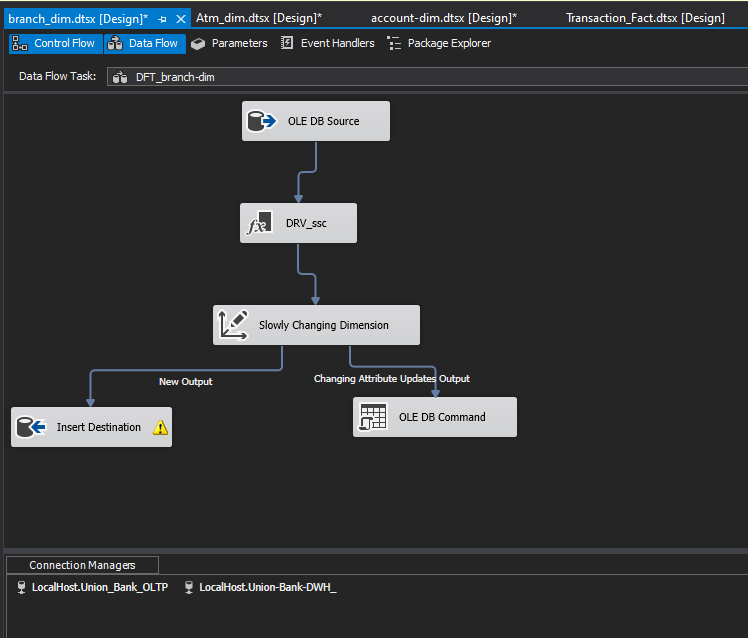 branch_dim.dtsx [Design]* Atm_dim.dtsx [Design]* account-dim.dtsx [Design]* Transaction_Fact.dtsx [Design]
Control Flow Data Flow Parameters Event Handlers Package Explorer
Data Flow Task: DFT_branch-dim
OLE DB Source
fx DRV_ssc
Slowly Changing Dimension
New Output Changing Attribute Updates Output
Insert Destination OLE DB Command
Connection Managers
LocalHost.Union_Bank_OLTP LocalHost.Union-Bank-DWH_